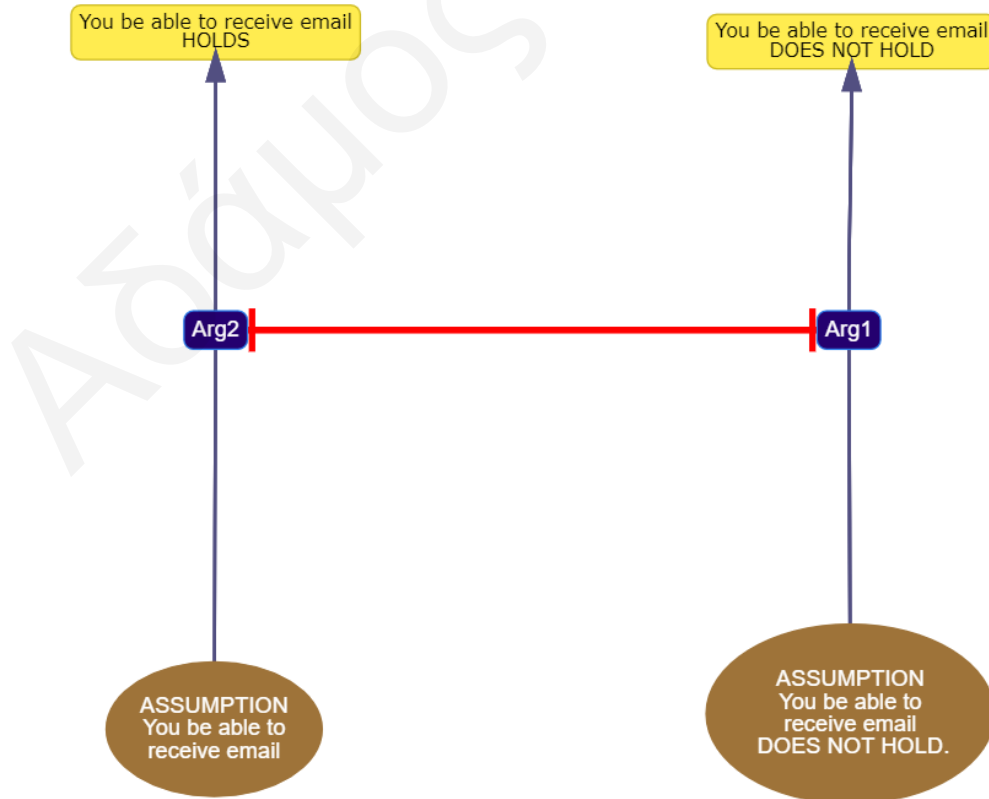 You be able to receive email
HOLDS
You be able to receive email
DOES NOT HOLD
Αδάμος
Arg2
Arg1
ASSUMPTION
You be able to
receive email
ASSUMPTION
You be able to
receive email
DOES NOT HOLD.